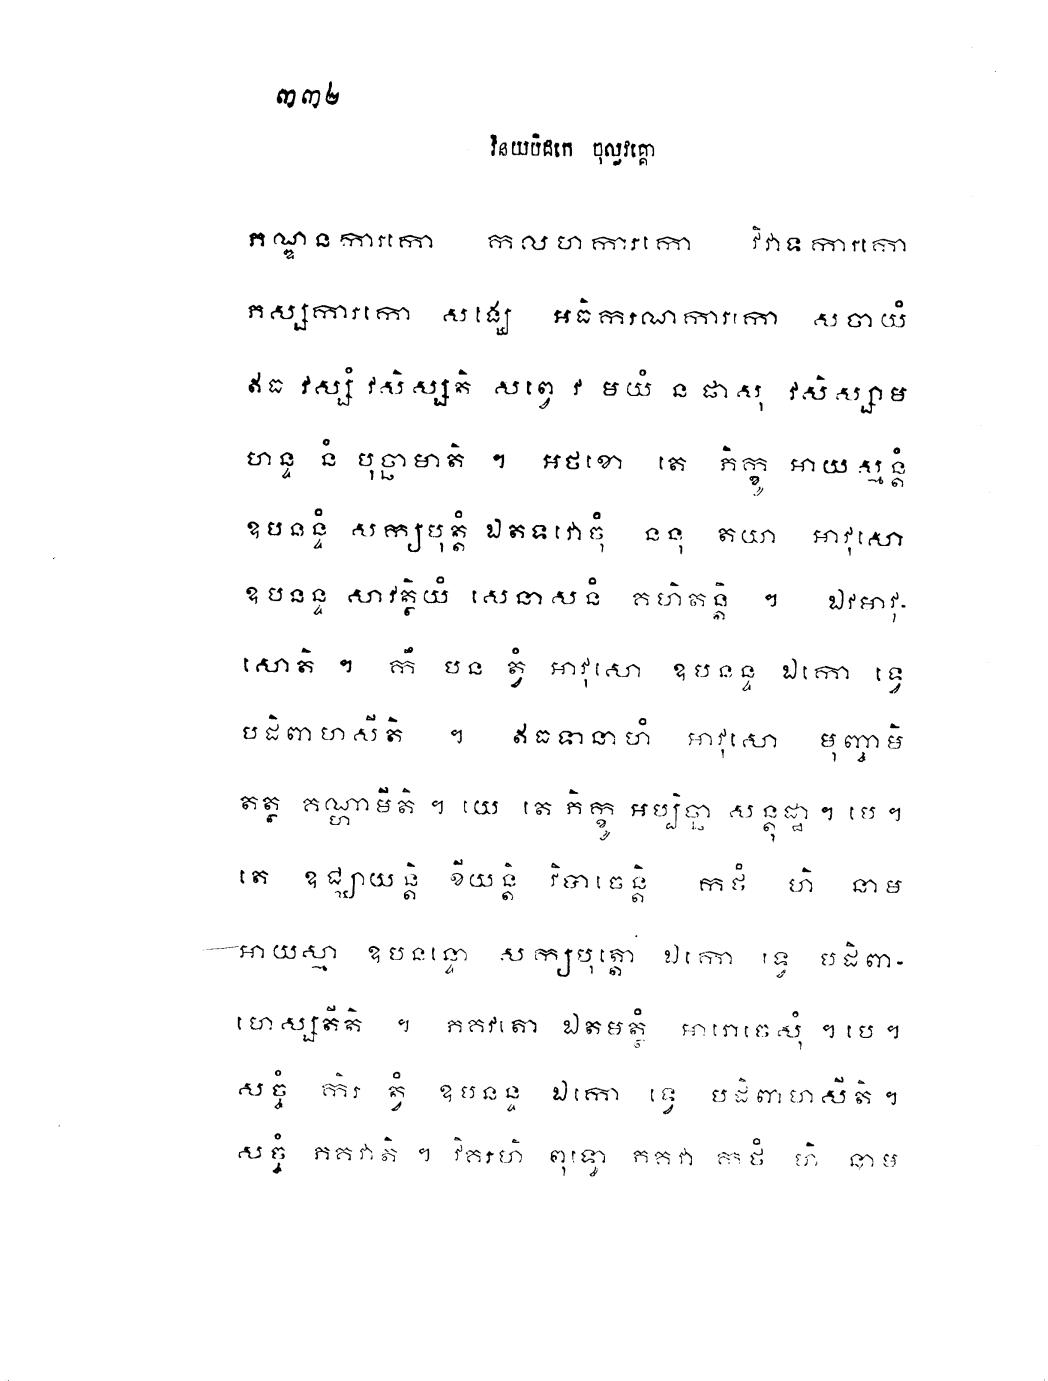 ៣៣២
វិនយបិដកេ ចុល្លវគ្គោ
ភណ្ឌនការកោ កលហការកោ វិវាទការកោ
ភស្សការកោ សង្ឃេ អធិករណការកោ សចាយំ
ឥធ វស្សំ វសិស្សតិ សព្វេ វ មយំ ន ផាសុ វសិស្សាម
ហន្ទ នំ បុច្ឆាមាតិ ។ អថខោ តេ ភិក្ខូ អាយស្មន្តំ
ឧបនន្ទំ សក្យបុត្តំ ឯតទវោចុំ ននុ តយា អាវុសោ
ឧបនន្ទ សាវត្ថិយំ សេនាសនំ គហិតន្តិ ។ ឯវមាវុ-
សោតិ ។ កឹ បន ត្វំ អាវុសោ ឧបនន្ទ ឯកោ ទ្វេ
បដិពាហសីតិ ។ ឥធទានាហំ អាវុសោ មុញ្ចាមិ
តត្ថ គណ្ហាមីតិ ។ យេ តេ ភិក្ខូ អប្បិច្ឆា សន្តុដ្ឋា ។ បេ ។
តេ ឧជ្ឈាយន្តិ ខីយន្តិ វិបាចេន្តិ កថំ ហិ នាម
អាយស្មា ឧបនន្ទោ សក្យបុត្តោ ឯកោ ទ្វេ បដិពា-
ហេស្សតីតិ ។ ភគវតោ ឯតមត្ថំ អារោចេសុំ ។ បេ ។
សច្ចំ កិរ ត្វំ ឧបនន្ទ ឯកោ ទ្វេ បដិពាហសីតិ ។
សច្ចំ ភគវាតិ ។ វិគរហិ ពុទ្ធោ ភគវា កថំ ហិ នាម